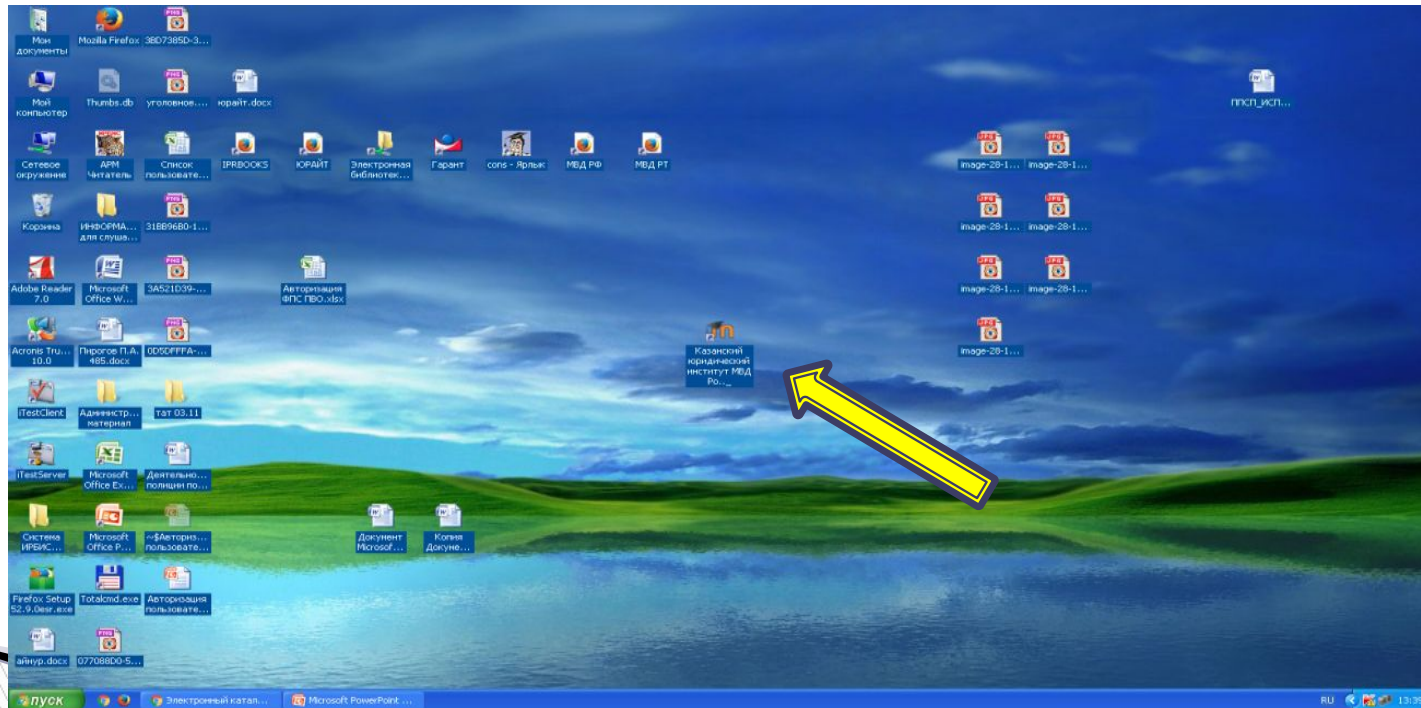 Мои документы
Mozilla Firefox
3BD7385D-3...
Мой компьютер
Thumbs.db
уголовное....
юрайт.docx
ппсп_исп...
Сетевое окружение
АРМ Читатель
Список пользовате...
IPRBOOKS
ЮРАЙТ
Электронная библиотек...
Гарант
cons - Ярлык
МВД РФ
МВД РТ
image-28-1...
image-28-1...
Корзина
ИНФОРМА... для слуша...
31BB96B0-1...
image-28-1...
image-28-1...
Adobe Reader 7.0
Microsoft Office W...
3A521D39-...
Авторизация ФПС ПВО.xlsx
image-28-1...
image-28-1...
Acronis Tru... 10.0
Пирогов П.А. 485.docx
0D5DFFFA-...
Казанский
юридический
институт МВД
Ро..._
image-28-1...
iTestClient
Администр... материал
тат 03.11
iTestServer
Microsoft Office Ex...
Деятельно... полиции по...
Система ИРБИС...
Microsoft Office P...
~$Авториз... пользовате...
Документ Microsof...
Копия Докуме...
Firefox Setup 52.9.0esr.exe
Totalcmd.exe
Авторизация пользовате...
айнур.docx
077088D0-5...
пуск
Электронный катал...
Microsoft PowerPoint ...
RU
13:39